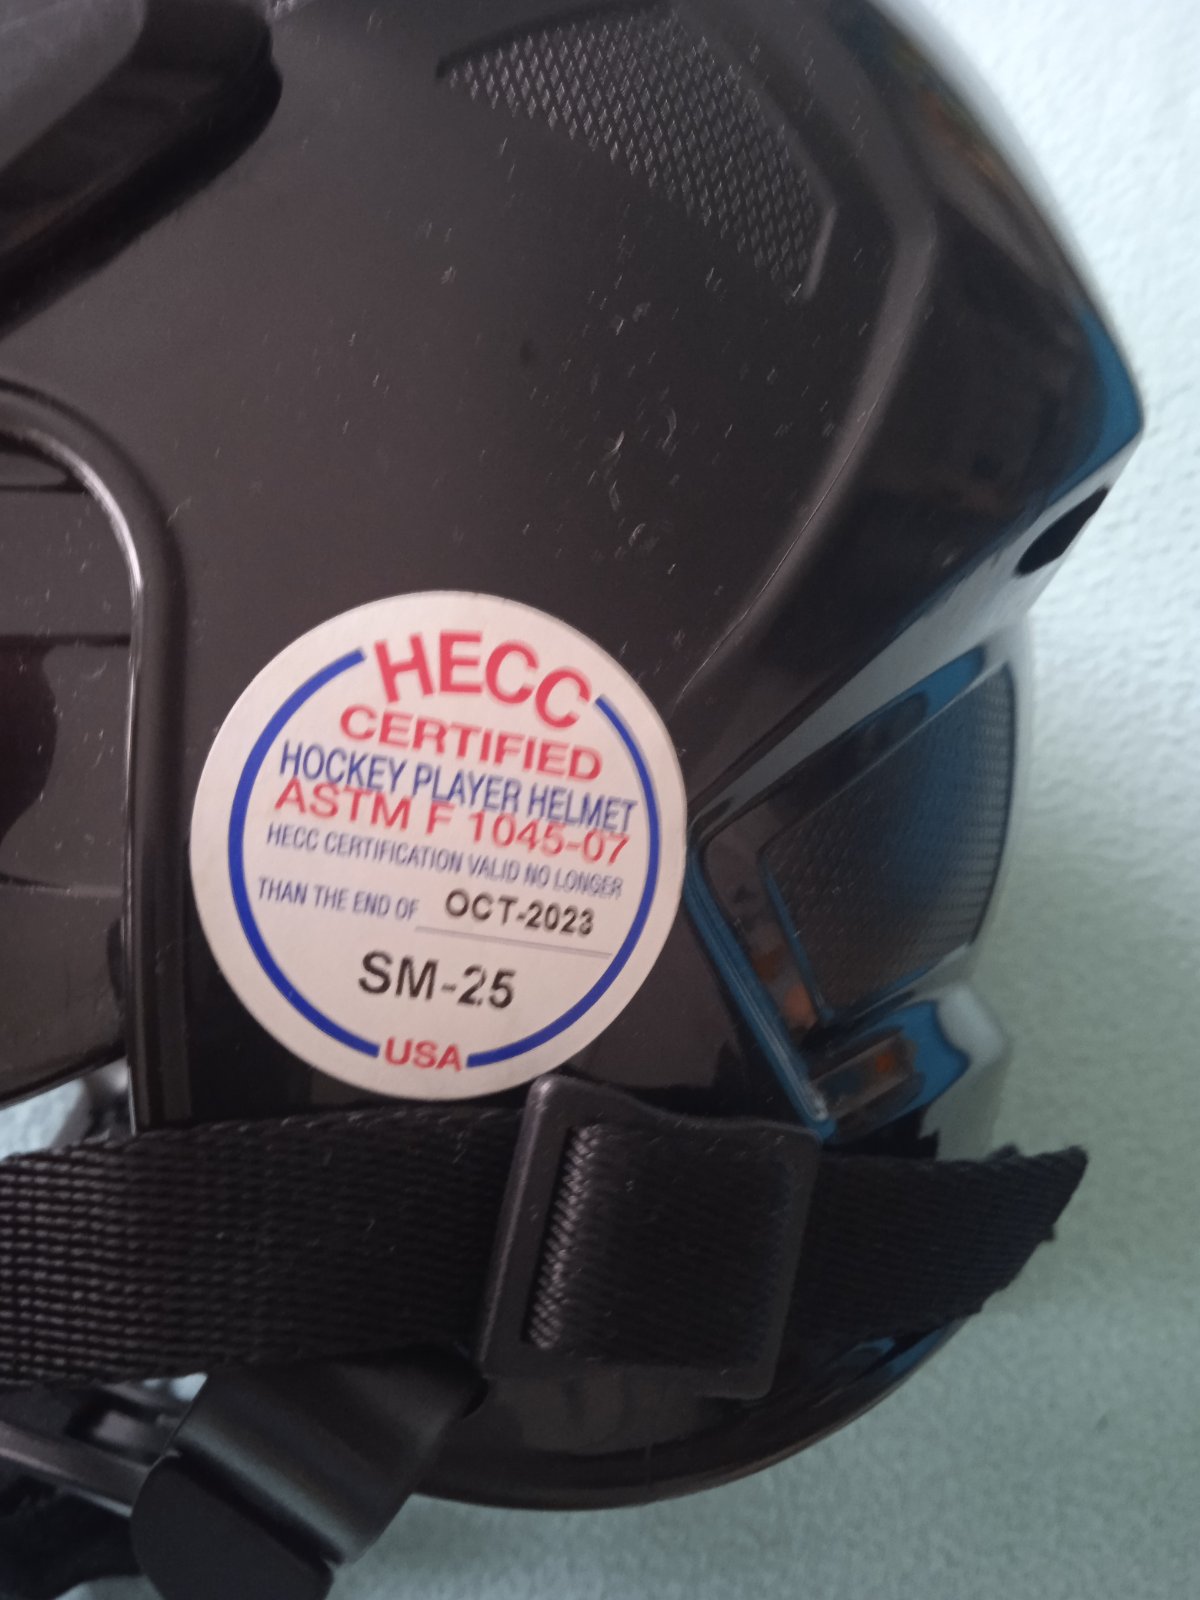 HECC
CERTIFIED
HOCKEY PLAYER HELMET
ASTM F 1045-07
HECC CERTIFICATION VALID NO LONGER
THAN THE END OF OCT-2023
SM-25
USA